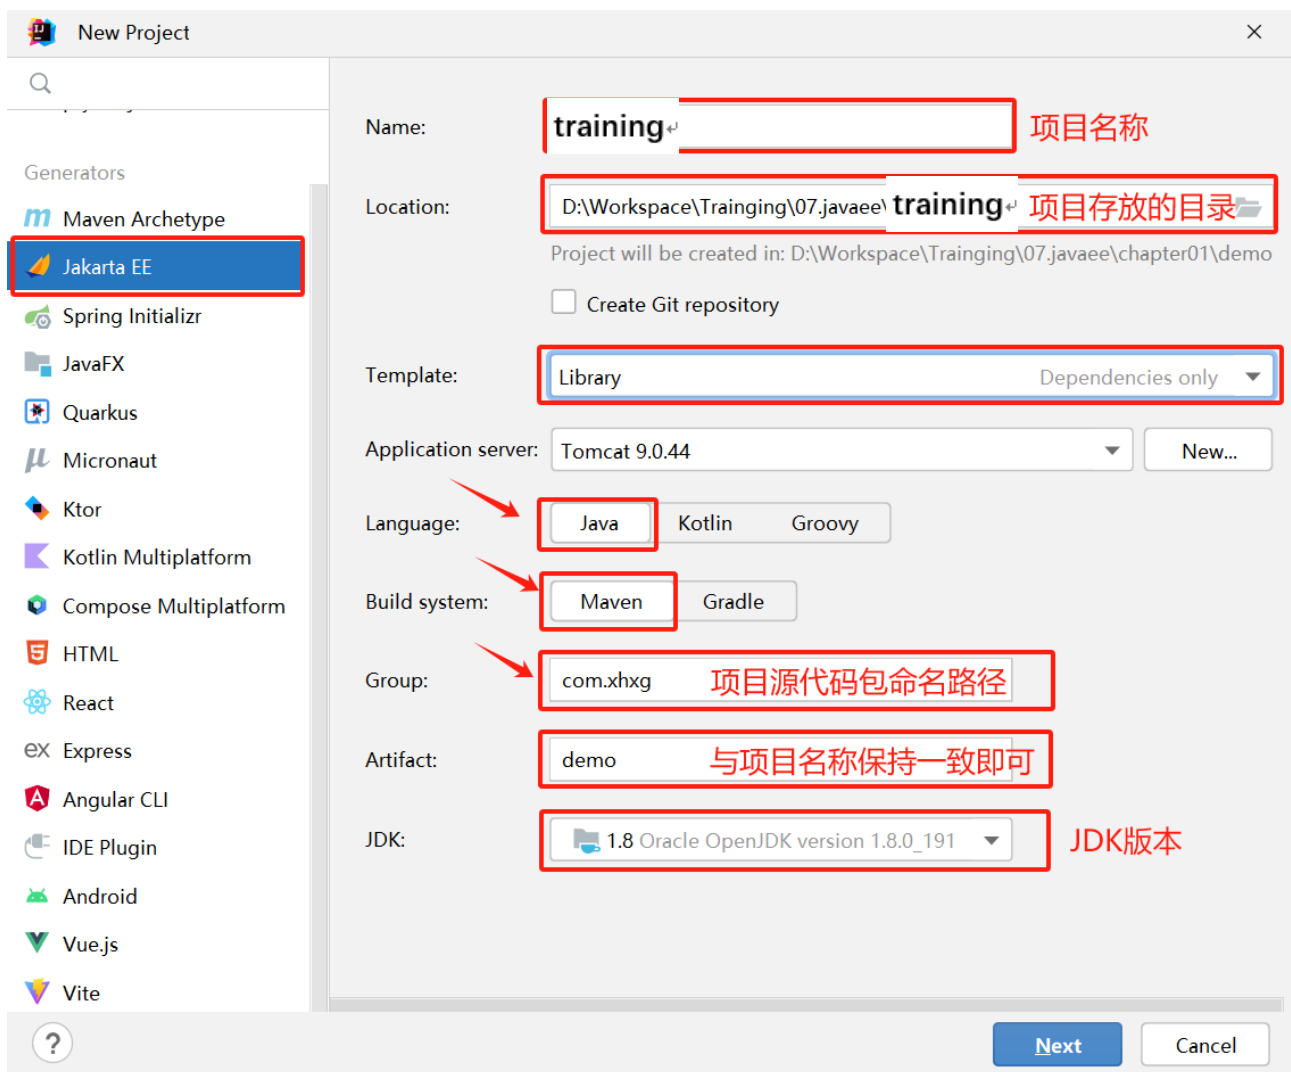 New Project
Generators
Maven Archetype
Jakarta EE
Spring Initializr
JavaFX
Quarkus
Micronaut
Ktor
Kotlin Multiplatform
Compose Multiplatform
HTML
React
ex Express
Angular CLI
IDE Plugin
Android
Vue.js
Vite
Name: training 项目名称
Location: D:\Workspace\Trainging\07.javaee\ training 项目存放的目录
Project will be created in: D:\Workspace\Trainging\07.javaee\chapter01\demo
Create Git repository
Template: Library Dependencies only
Application server: Tomcat 9.0.44 New...
Language: Java Kotlin Groovy
Build system: Maven Gradle
Group: com.xhxg 项目源代码包命名路径
Artifact: demo 与项目名称保持一致即可
JDK: 1.8 Oracle OpenJDK version 1.8.0_191 JDK版本
? Next Cancel